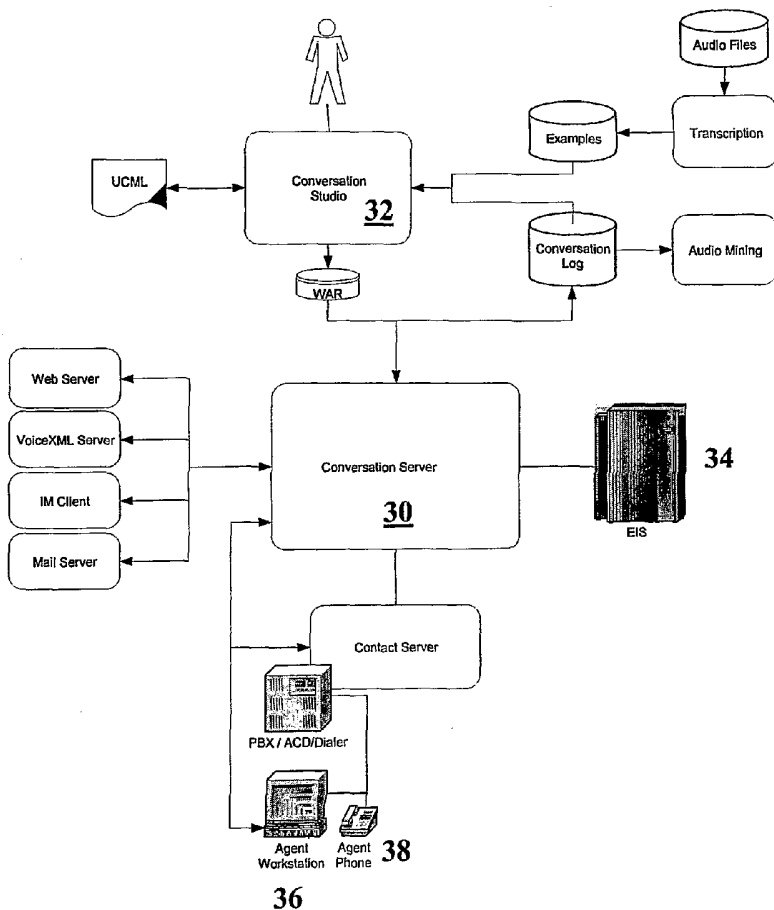 Audio Files
Examples
Transcription
UCML
Conversation
Studio
32
Conversation
Log
Audio Mining
WAR
Web Server
VoiceXML Server
IM Client
Mail Server
Conversation Server
30
34
EIS
Contact Server
PBX / ACD/Dialer
Agent
Workstation
Agent
Phone
38
36